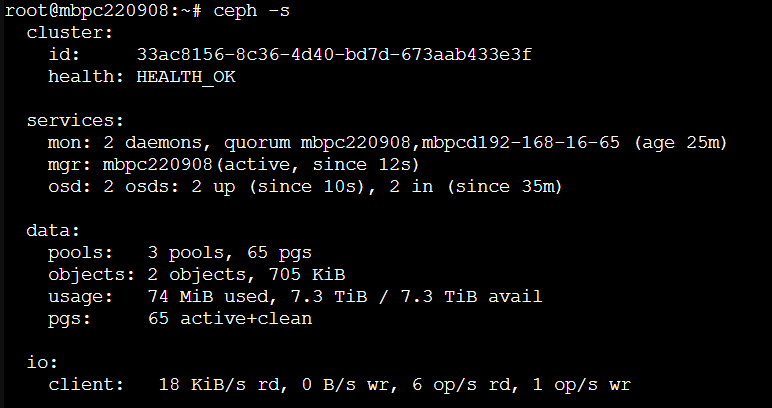 root@mbpc220908:~# ceph -s
  cluster:
    id:     33ac8156-8c36-4d40-bd7d-673aab433e3f
    health: HEALTH_OK

  services:
    mon: 2 daemons, quorum mbpc220908,mbpcd192-168-16-65 (age 25m)
    mgr: mbpc220908(active, since 12s)
    osd: 2 osds: 2 up (since 10s), 2 in (since 35m)

  data:
    pools:   3 pools, 65 pgs
    objects: 2 objects, 705 KiB
    usage:   74 MiB used, 7.3 TiB / 7.3 TiB avail
    pgs:     65 active+clean

  io:
    client:   18 KiB/s rd, 0 B/s wr, 6 op/s rd, 1 op/s wr